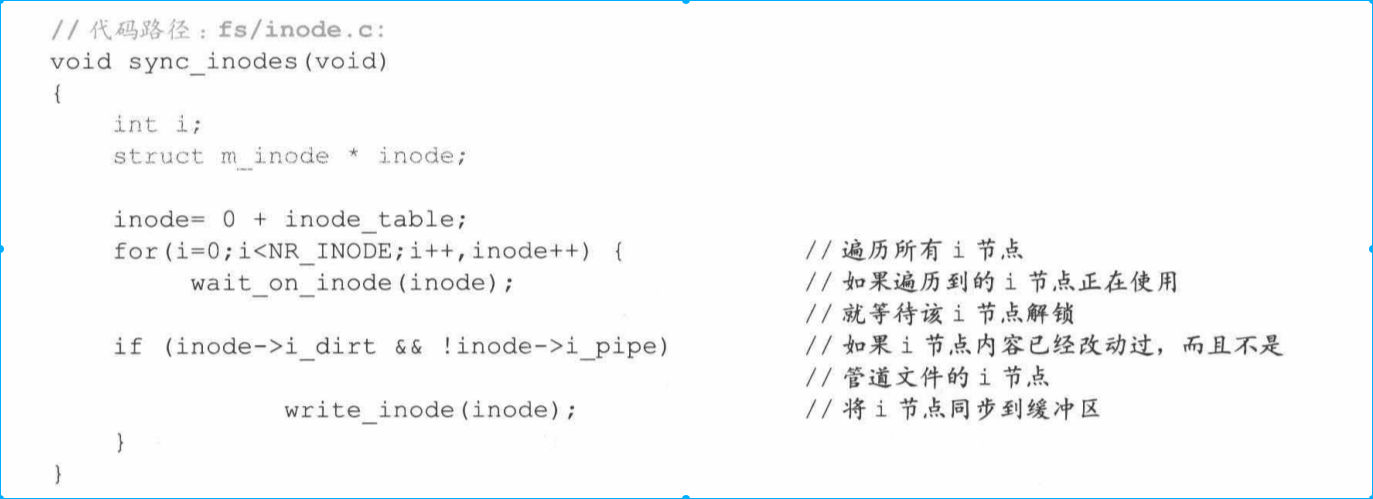 // 代码路径：fs/inode.c:
void sync_inodes(void)
{
    int i;
    struct m_inode * inode;

    inode= 0 + inode_table;
    for(i=0;i<NR_INODE;i++,inode++) {            // 遍历所有 i 节点
         wait_on_inode(inode);                   // 如果遍历到的 i 节点正在使用
                                                 // 就等待该 i 节点解锁
    if (inode->i_dirt && !inode->i_pipe)         // 如果 i 节点内容已经改动过，而且不是
                                                 // 管道文件的 i 节点
               write_inode(inode);               // 将 i 节点同步到缓冲区
    }
}